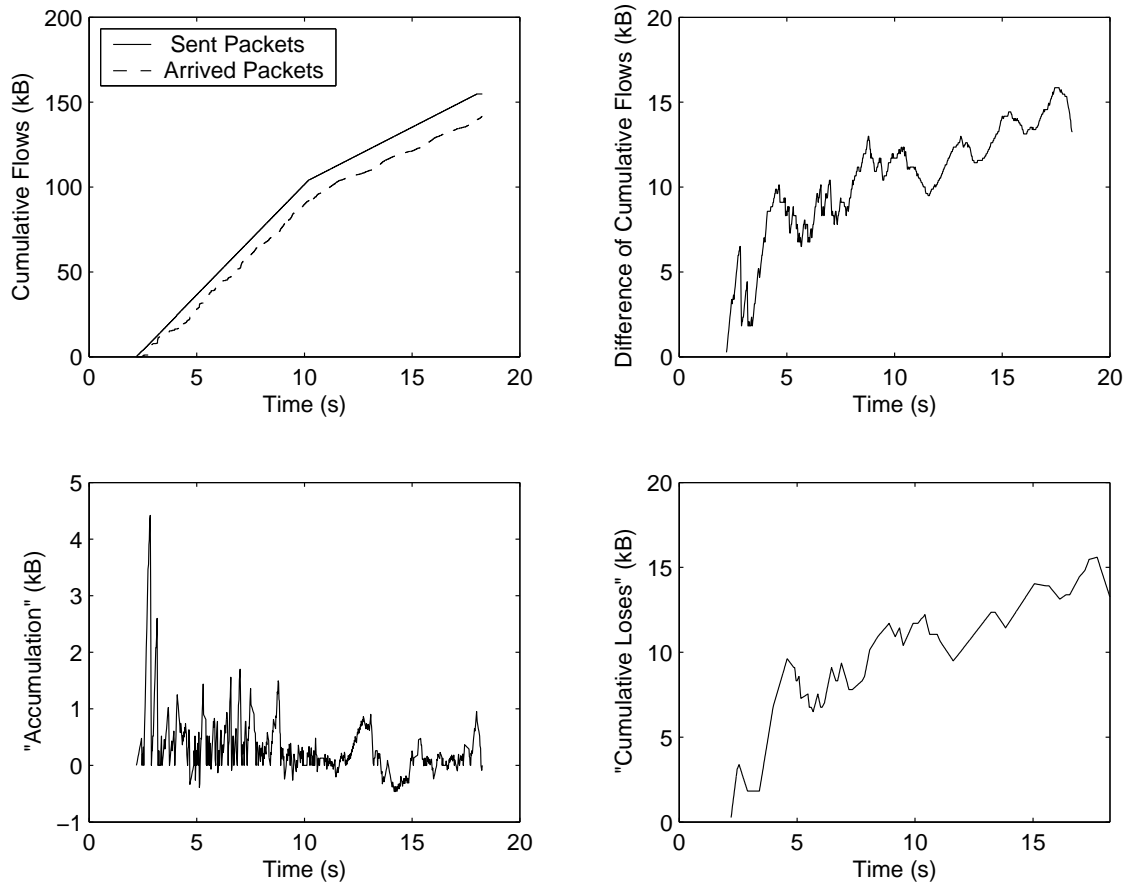 200
150
100
50
0
Cumulative Flows (kB)
Sent Packets
Arrived Packets
0 5 10 15 20
Time (s)
20
15
10
5
0
Difference of Cumulative Flows (kB)
0 5 10 15 20
Time (s)
5
4
3
2
1
0
−1
"Accumulation" (kB)
0 5 10 15 20
Time (s)
20
15
10
5
0
"Cumulative Loses" (kB)
0 5 10 15
Time (s)